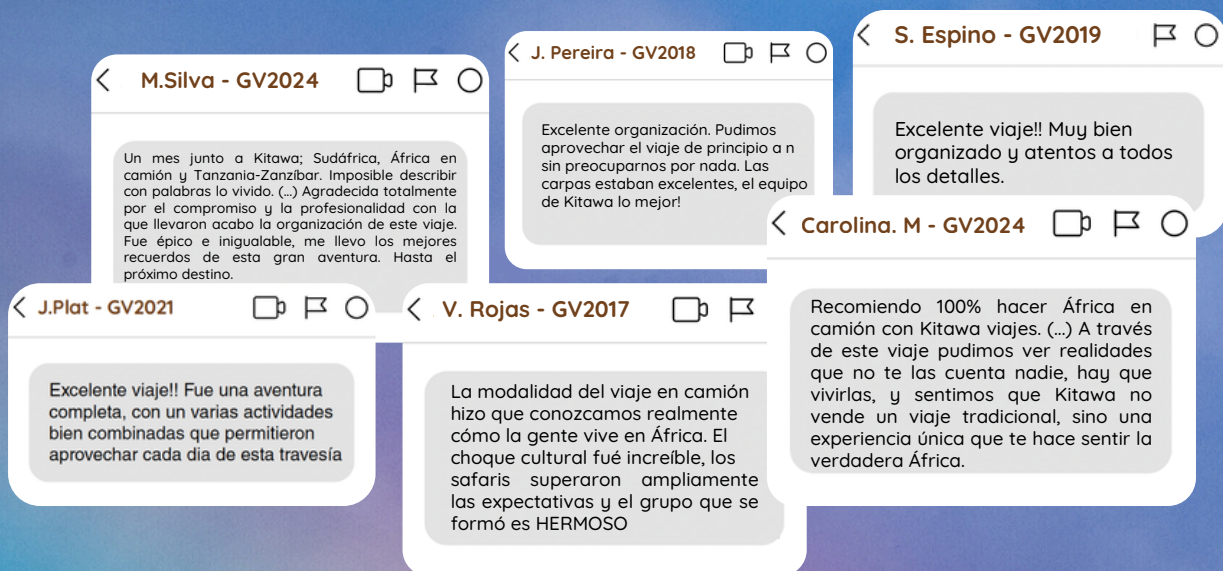 M.Silva - GV2024
Un mes junto a Kitawa; Sudáfrica, África en
camión y Tanzania-Zanzíbar. Imposible describir
con palabras lo vivido. (...) Agradecida totalmente
por el compromiso y la profesionalidad con la
que llevaron acabo la organización de este viaje.
Fue épico e inigualable, me llevo los mejores
recuerdos de esta gran aventura. Hasta el
próximo destino.
J. Pereira - GV2018
Excelente organización. Pudimos
aprovechar el viaje de principio a n
sin preocuparnos por nada. Las
carpas estaban excelentes, el equipo
de Kitawa lo mejor!
S. Espino - GV2019
Excelente viaje!! Muy bien
organizado y atentos a todos
los detalles.
J.Plat - GV2021
Excelente viaje!! Fue una aventura
completa, con un varias actividades
bien combinadas que permitieron
aprovechar cada dia de esta travesía
V. Rojas - GV2017
La modalidad del viaje en camión
hizo que conozcamos realmente
cómo la gente vive en África. El
choque cultural fué increíble, los
safaris superaron ampliamente
las expectativas y el grupo que se
formó es HERMOSO
Carolina. M - GV2024
Recomiendo 100% hacer África en
camión con Kitawa viajes. (...) A través
de este viaje pudimos ver realidades
que no te las cuenta nadie, hay que
vivirlas, y sentimos que Kitawa no
vende un viaje tradicional, sino una
experiencia única que te hace sentir la
verdadera África.